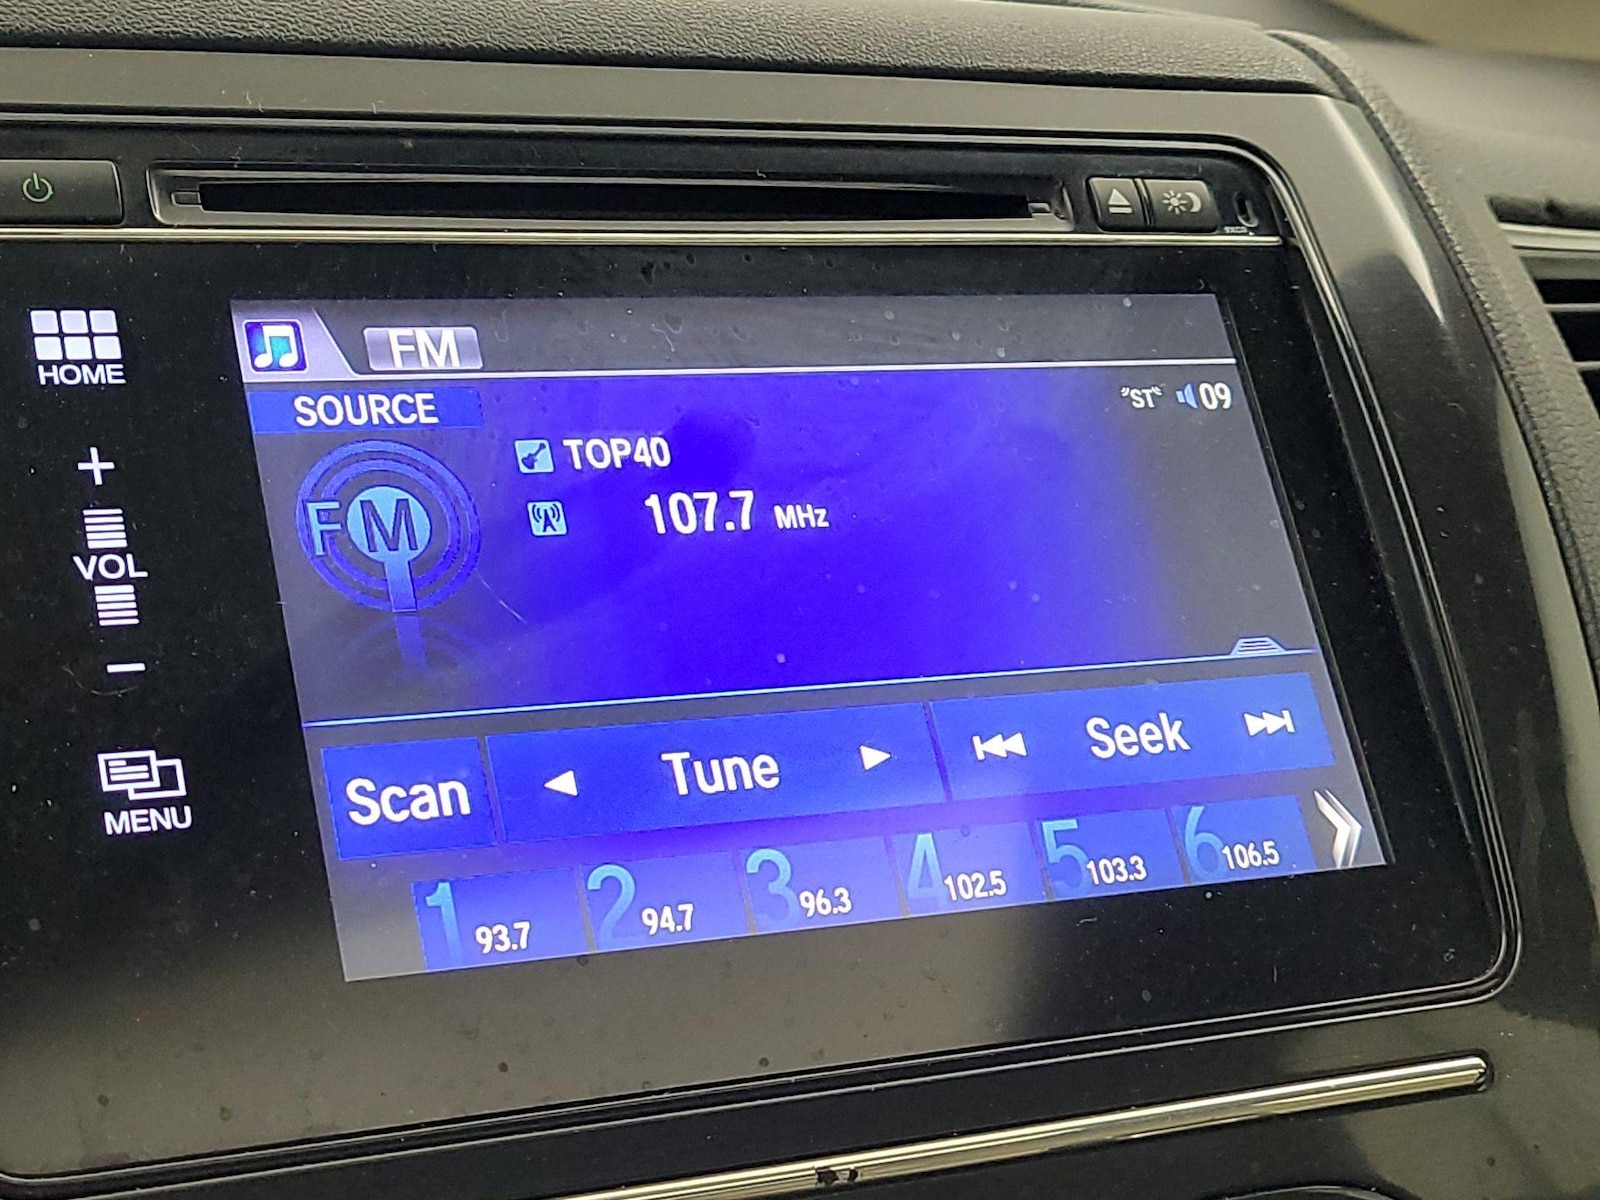 HOME
+
VOL
−
MENU
FM
SOURCE
"ST" 09
FM
TOP40
107.7 MHz
Scan
Tune
Seek
1 93.7
2 94.7
3 96.3
4 102.5
5 103.3
6 106.5